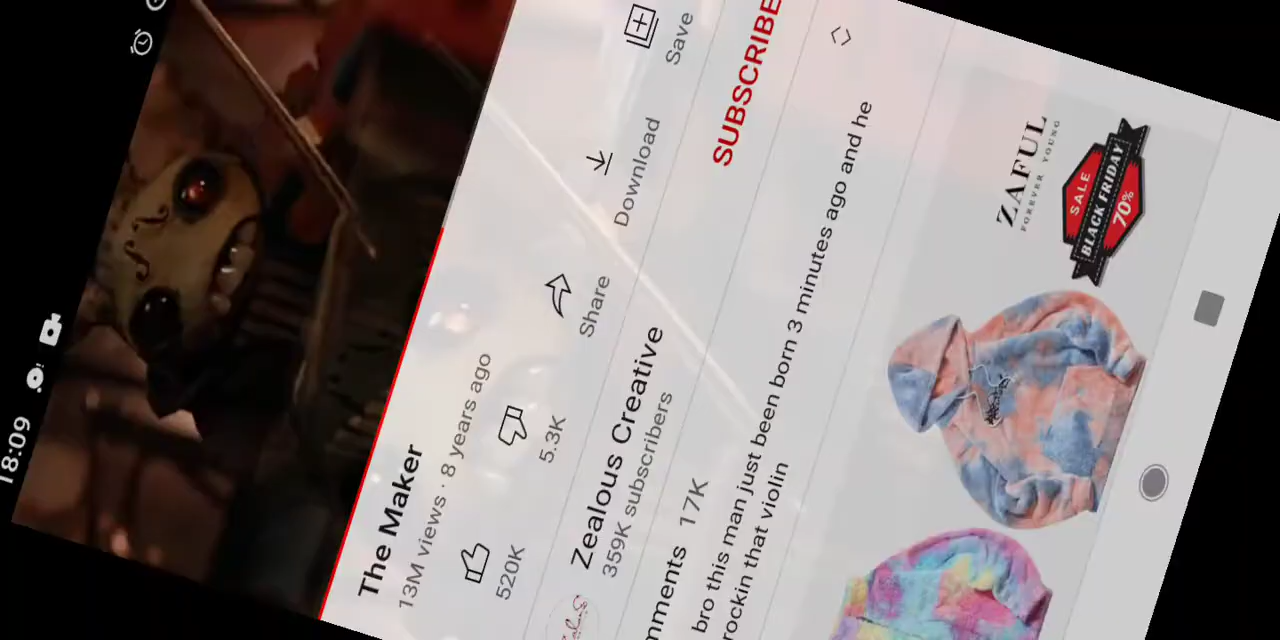 18:09
The Maker
13M views · 8 years ago
520K
5.3K
Share
Download
Save
Zealous Creative
359K subscribers
SUBSCRIBE
mments 17K
bro this man just been born 3 minutes ago and he
rockin that violin
ZAFUL
FOREVER YOUNG
SALE
BLACK FRIDAY
70%